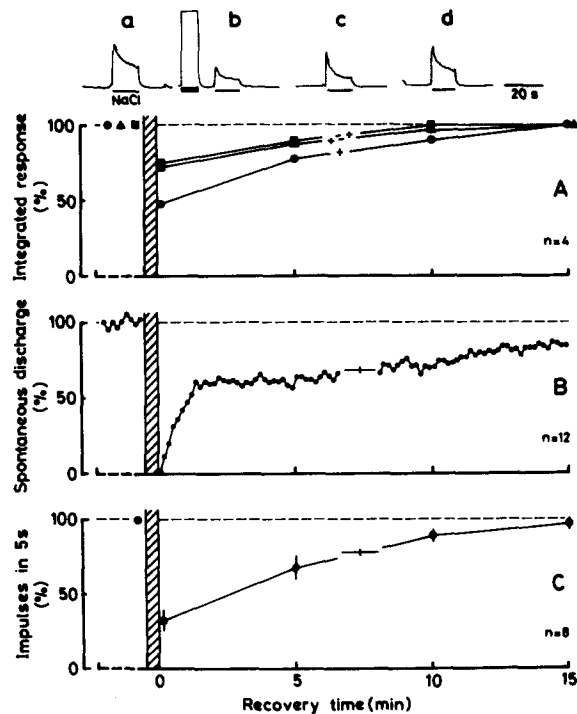 a b c d
NaCl
20 s
Integrated response
(%)
100
50
0
A
n=4
Spontaneous discharge
(%)
100
50
0
B
n=12
Impulses in 5s
(%)
100
50
0
C
n=8
0 5 10 15
Recovery time (min)